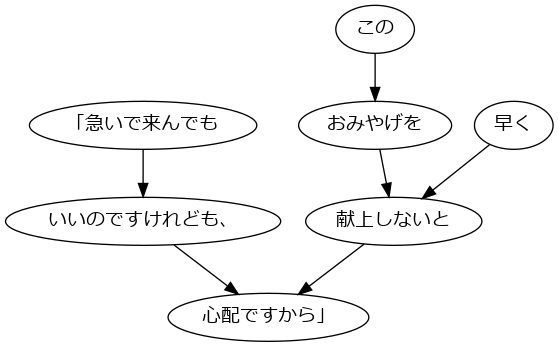 この
「急いで来んでも
おみやげを
早く
いいのですけれども、
献上しないと
心配ですから」